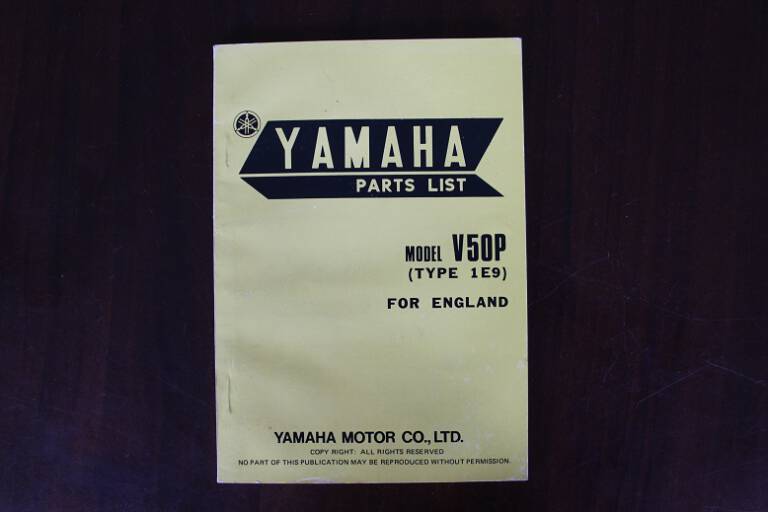 YAMAHA
PARTS LIST
MODEL V50P
(TYPE 1E9)
FOR ENGLAND
YAMAHA MOTOR CO., LTD.
COPY RIGHT: ALL RIGHTS RESERVED
NO PART OF THIS PUBLICATION MAY BE REPRODUCED WITHOUT PERMISSION.